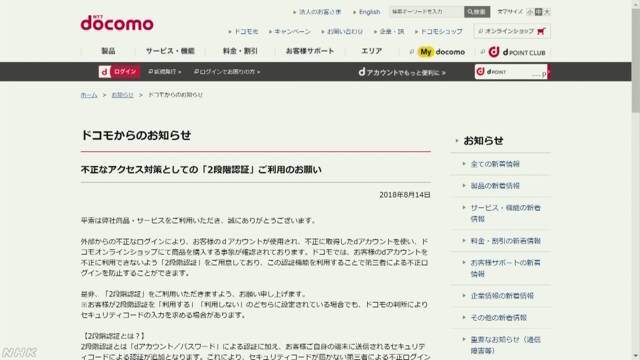 NTT
docomo
法人のお客さま
English
検索キーワードを入力
検索
文字サイズ
小 中 大
ドコモ光
キャンペーン
お問い合わせ
企業・IR
ドコモショップ
オンラインショップ
製品
サービス・機能
料金・割引
お客様サポート
エリア
My docomo
d POINT CLUB
d ログイン
新規発行 >
ログインでお困りの方 >
dアカウントでもっと便利に >
d POINT
ホーム > お知らせ > ドコモからのお知らせ
ドコモからのお知らせ
不正なアクセス対策としての「2段階認証」ご利用のお願い
2018年8月14日
平素は弊社商品・サービスをご利用いただき、誠にありがとうございます。
外部からの不正なログインにより、お客様のdアカウントが使用され、不正に取得したdアカウントを使い、ド
コモオンラインショップにて商品を購入する事象が確認されております。ドコモでは、お客様のdアカウントを
不正に利用できないよう「2段階認証」をご用意しており、この認証機能を利用することで第三者による不正ロ
グインを防止することができます。
是非、「2段階認証」をご利用いただきますよう、お願い申し上げます。
※お客様が2段階認証を「利用する」「利用しない」のどちらに設定されている場合でも、ドコモの判断により
セキュリティコードの入力を求める場合があります。
【2段階認証とは？】
2段階認証とは「dアカウント／パスワード」による認証に加え、お客様ご自身の端末に送信されるセキュリテ
ィコードによる認証が追加となります。これにより、セキュリティコードが届かない第三者による不正ログイン
お知らせ
全ての新着情報
製品の新着情報
サービス・機能の新着
情報
料金・割引の新着情報
お客様サポートの新着
情報
企業情報の新着情報
その他の新着情報
重要なお知らせ（通信
障害等）
NHK